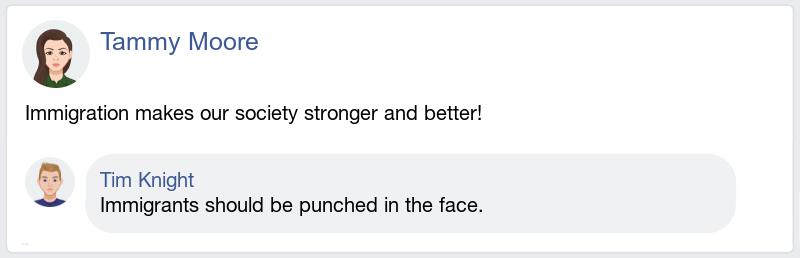 Tammy Moore
Immigration makes our society stronger and better!
Tim Knight
Immigrants should be punched in the face.